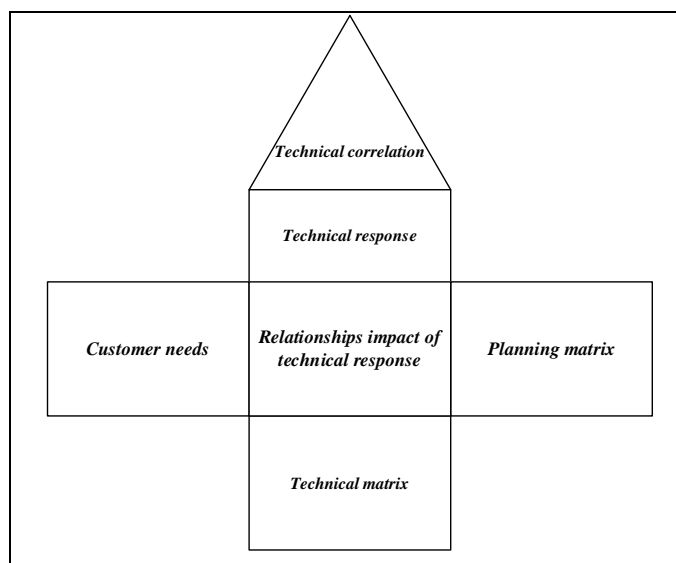 Technical correlation
Technical response
Customer needs
Relationships impact of
technical response
Planning matrix
Technical matrix